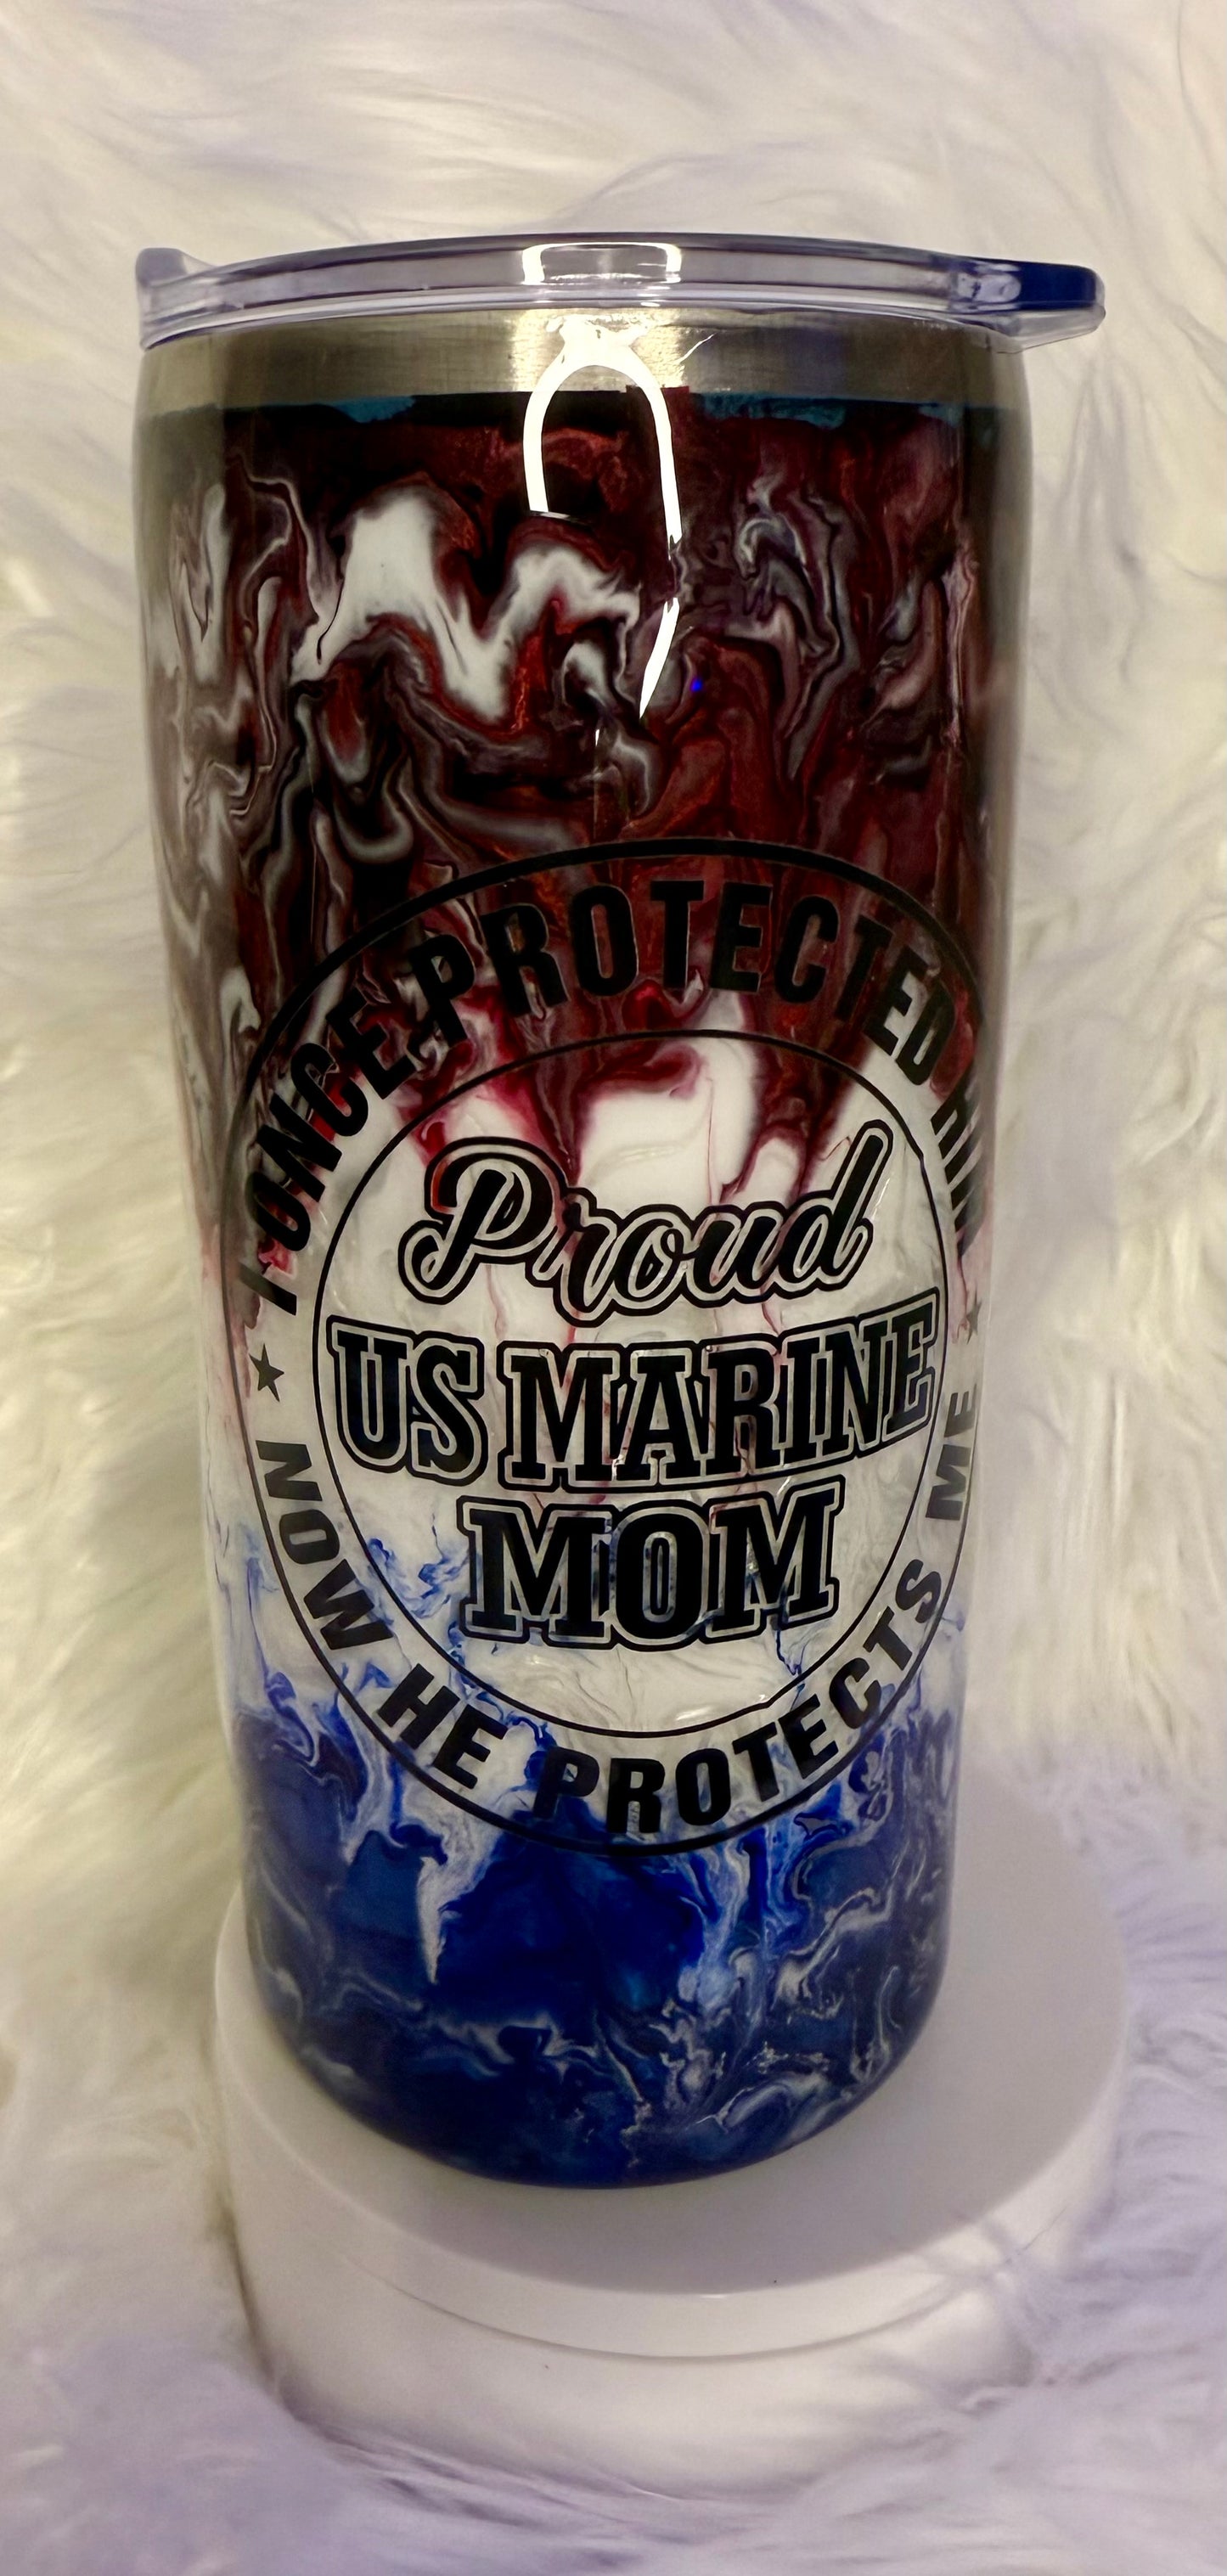 I ONCE PROTECTED HIM
Proud
US MARINE
MOM
★ NOW HE PROTECTS ME ★